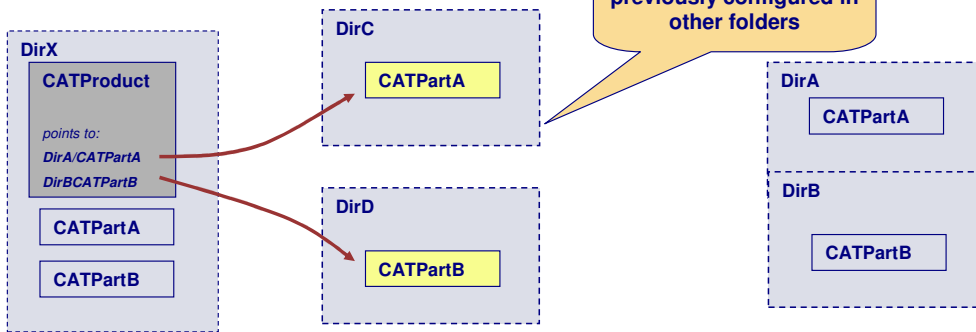 previously configured in
other folders
DirX
CATProduct
points to:
DirA/CATPartA
DirBCATPartB
CATPartA
CATPartB
DirC
CATPartA
DirD
CATPartB
DirA
CATPartA
DirB
CATPartB